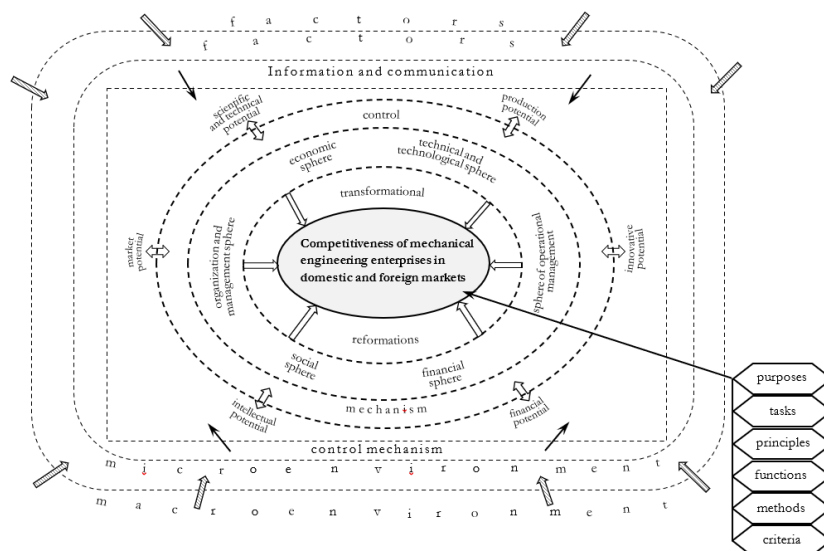 f a c t o r s
f a c t o r s
Information and communication
scientific
and technical
potential
production
potential
control
economic
sphere
technical and
technological sphere
transformational
market
potential
organization and
management sphere
Competitiveness of mechanical
engineering enterprises in
domestic and foreign markets
sphere of operational
management
innovative
potential
reformations
social
sphere
financial
sphere
intellectual
potential
mechanism
financial
potential
control mechanism
m i c r o e n v i r o n m e n t
m a c r o e n v i r o n m e n t
purposes
tasks
principles
functions
methods
criteria